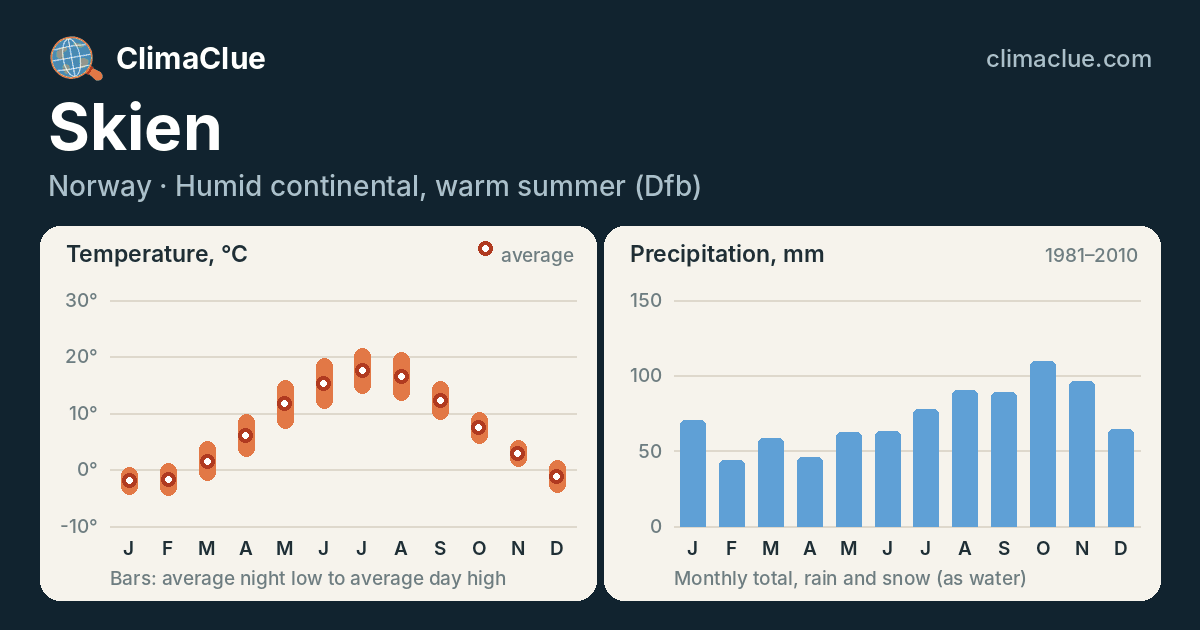 ClimaClue
climaclue.com
Skien
Norway · Humid continental, warm summer (Dfb)
Temperature, °C
average
30°
20°
10°
0°
-10°
J F M A M J J A S O N D
Bars: average night low to average day high
Precipitation, mm
1981–2010
150
100
50
0
J F M A M J J A S O N D
Monthly total, rain and snow (as water)